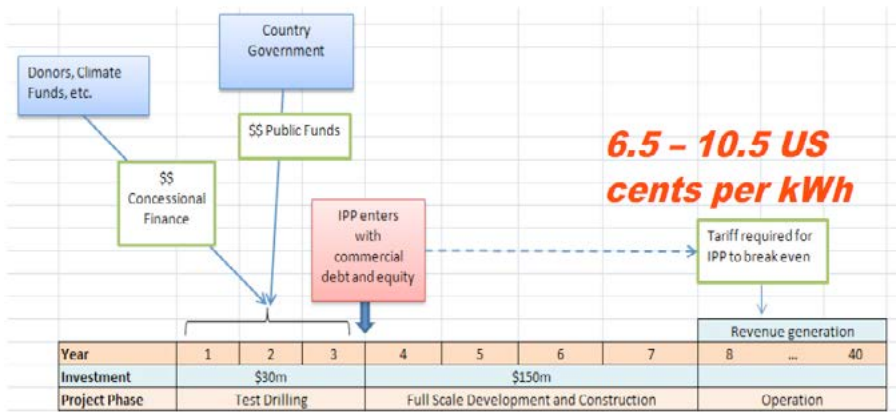 Country
Government
Donors, Climate
Funds, etc.
$$ Public Funds
$$
Concessional
Finance
6.5 – 10.5 US
cents per kWh
IPP enters
with
commercial
debt and equity
Tariff required for
IPP to break even
Revenue generation
Year 1 2 3 4 5 6 7 8 ... 40
Investment $30m $150m
Project Phase Test Drilling Full Scale Development and Construction Operation